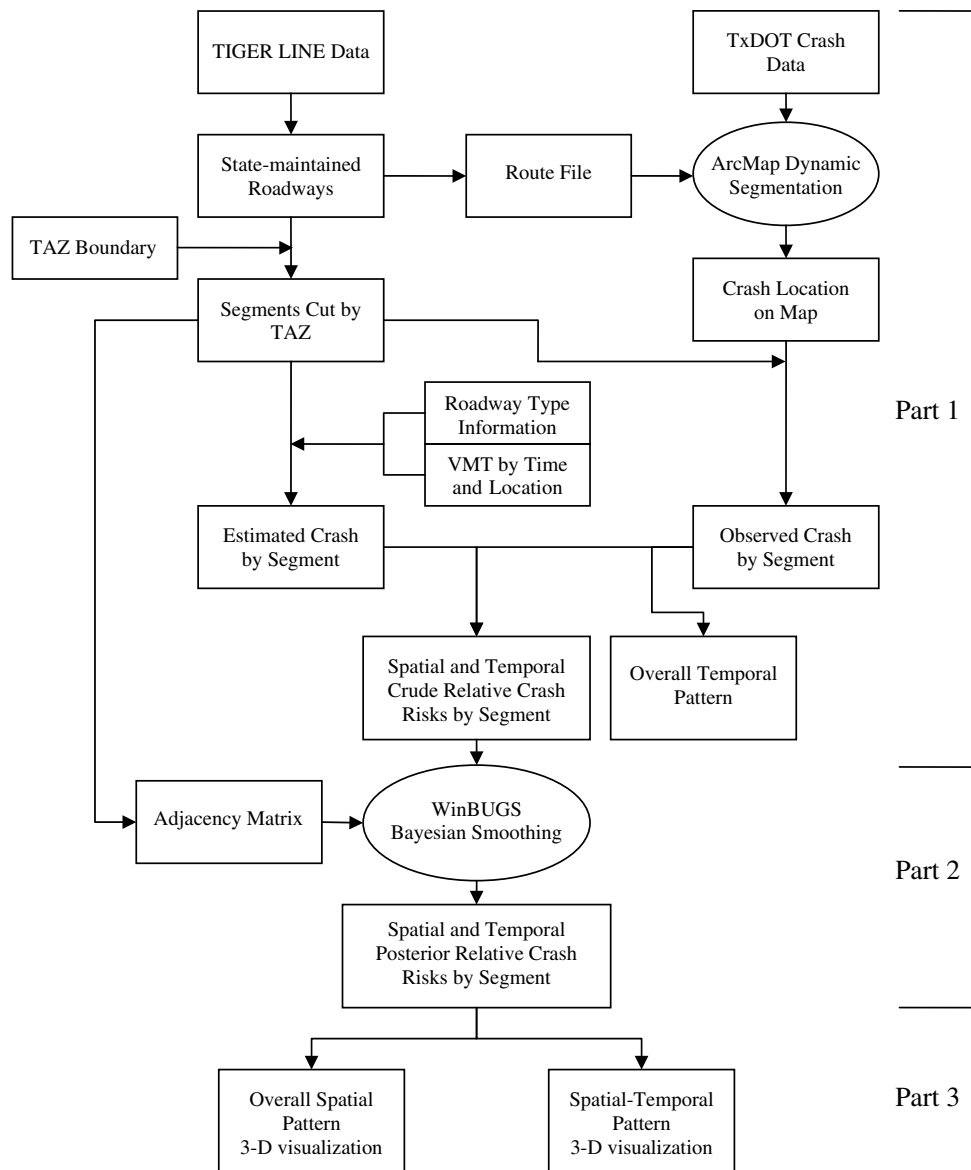 TIGER LINE Data
TxDOT Crash
Data
State-maintained
Roadways
Route File
ArcMap Dynamic
Segmentation
TAZ Boundary
Segments Cut by
TAZ
Crash Location
on Map
Part 1
Roadway Type
Information
VMT by Time
and Location
Estimated Crash
by Segment
Observed Crash
by Segment
Spatial and Temporal
Crude Relative Crash
Risks by Segment
Overall Temporal
Pattern
Adjacency Matrix
WinBUGS
Bayesian Smoothing
Part 2
Spatial and Temporal
Posterior Relative Crash
Risks by Segment
Overall Spatial
Pattern
3-D visualization
Spatial-Temporal
Pattern
3-D visualization
Part 3